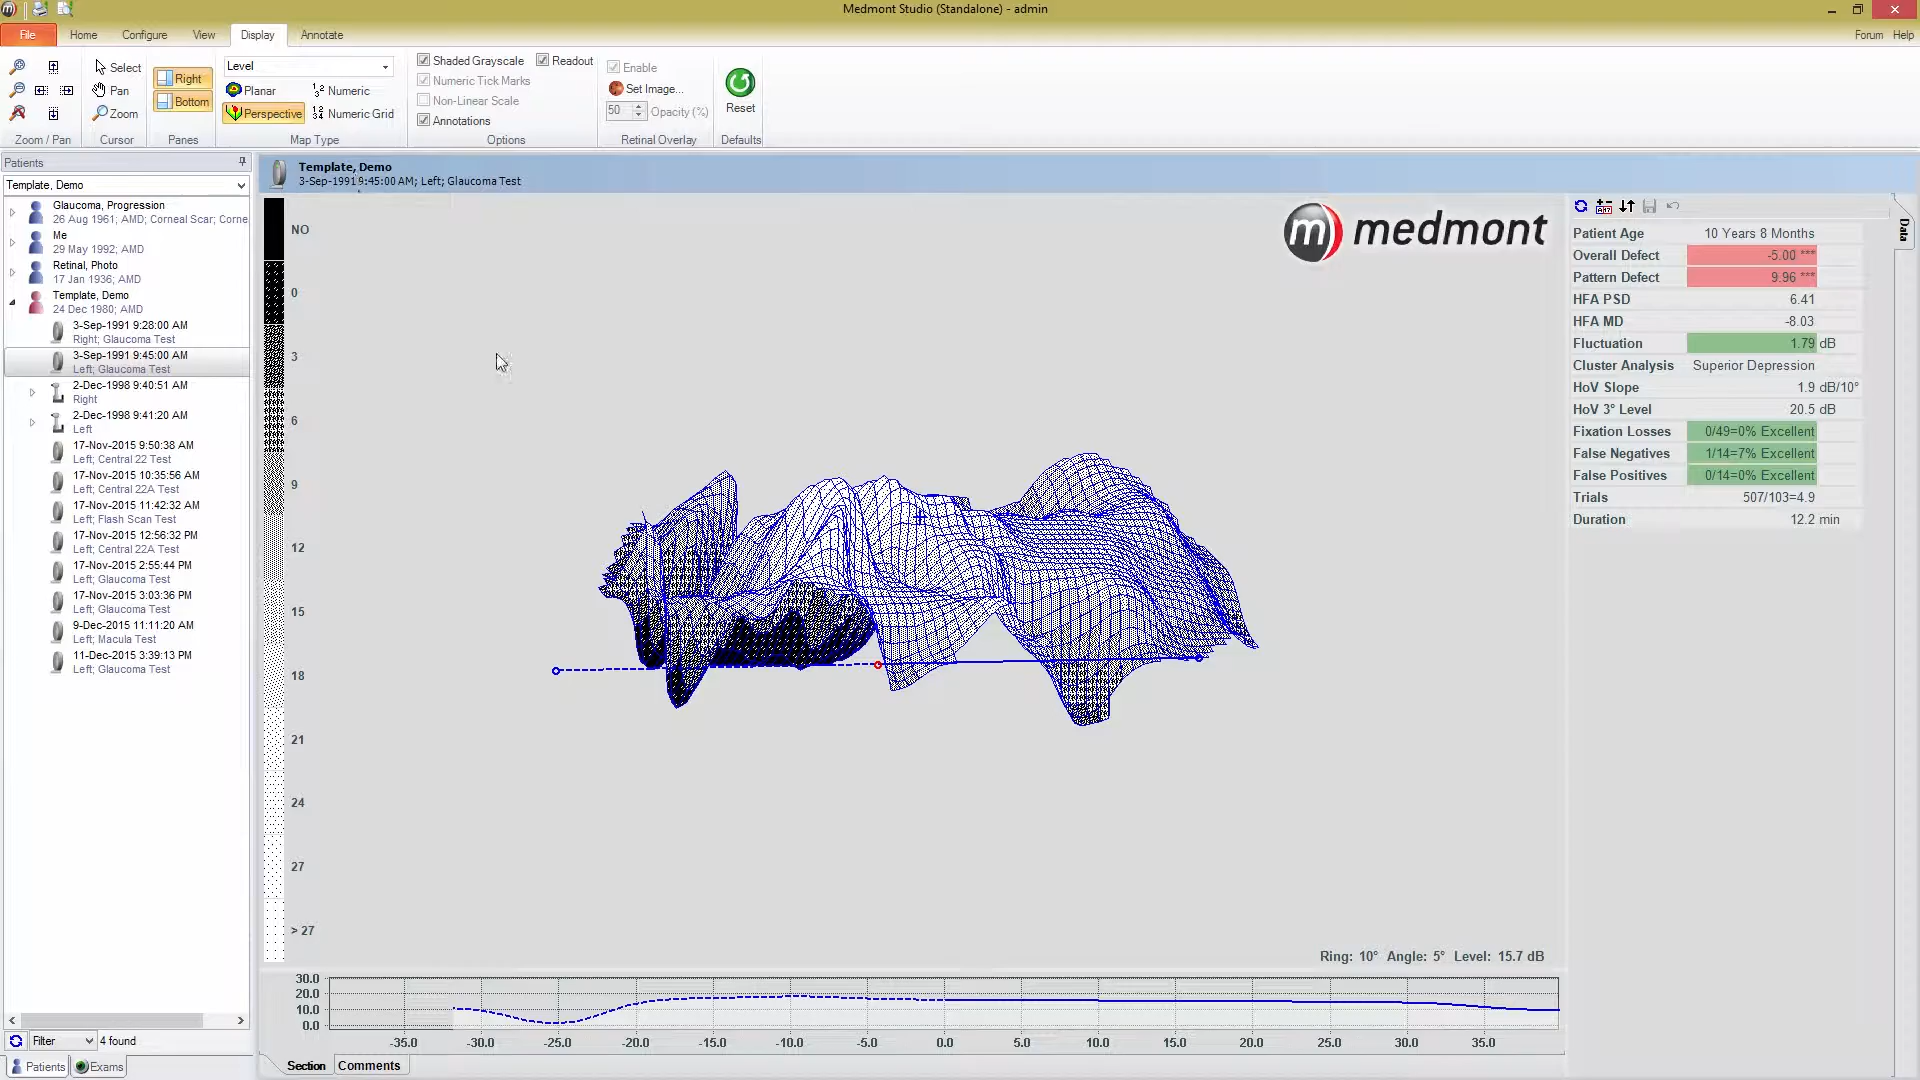 Medmont Studio (Standalone) - admin
File Home Configure View Display Annotate Forum Help
Select
Pan
Zoom
Right
Bottom
Level
Planar Numeric
Perspective Numeric Grid
Shaded Grayscale Readout
Numeric Tick Marks
Non-Linear Scale
Annotations
Enable
Set Image...
50 Opacity (%)
Reset
Zoom / Pan Cursor Panes Map Type Options Retinal Overlay Defaults
Patients
Template, Demo
Glaucoma, Progression
26 Aug 1961; AMD; Corneal Scar; Corne
Me
29 May 1992; AMD
Retinal, Photo
17 Jan 1936; AMD
Template, Demo
24 Dec 1980; AMD
3-Sep-1991 9:28:00 AM
Right; Glaucoma Test
3-Sep-1991 9:45:00 AM
Left; Glaucoma Test
2-Dec-1998 9:40:51 AM
Right
2-Dec-1998 9:41:20 AM
Left
17-Nov-2015 9:50:38 AM
Left; Central 22 Test
17-Nov-2015 10:35:56 AM
Left; Central 22A Test
17-Nov-2015 11:42:32 AM
Left; Flash Scan Test
17-Nov-2015 12:56:32 PM
Left; Central 22A Test
17-Nov-2015 2:55:44 PM
Left; Glaucoma Test
17-Nov-2015 3:03:36 PM
Left; Glaucoma Test
9-Dec-2015 11:11:20 AM
Left; Macula Test
11-Dec-2015 3:39:13 PM
Left; Glaucoma Test
Filter 4 found
Patients Exams
Template, Demo
3-Sep-1991 9:45:00 AM; Left; Glaucoma Test
NO
0
3
6
9
12
15
18
21
24
27
> 27
m medmont
Ring: 10° Angle: 5° Level: 15.7 dB
30.0
20.0
10.0
0.0
-35.0 -30.0 -25.0 -20.0 -15.0 -10.0 -5.0 0.0 5.0 10.0 15.0 20.0 25.0 30.0 35.0
Section Comments
Data
Patient Age 10 Years 8 Months
Overall Defect -5.00 ***
Pattern Defect 9.96 ***
HFA PSD 6.41
HFA MD -8.03
Fluctuation 1.79 dB
Cluster Analysis Superior Depression
HoV Slope 1.9 dB/10°
HoV 3° Level 20.5 dB
Fixation Losses 0/49=0% Excellent
False Negatives 1/14=7% Excellent
False Positives 0/14=0% Excellent
Trials 507/103=4.9
Duration 12.2 min